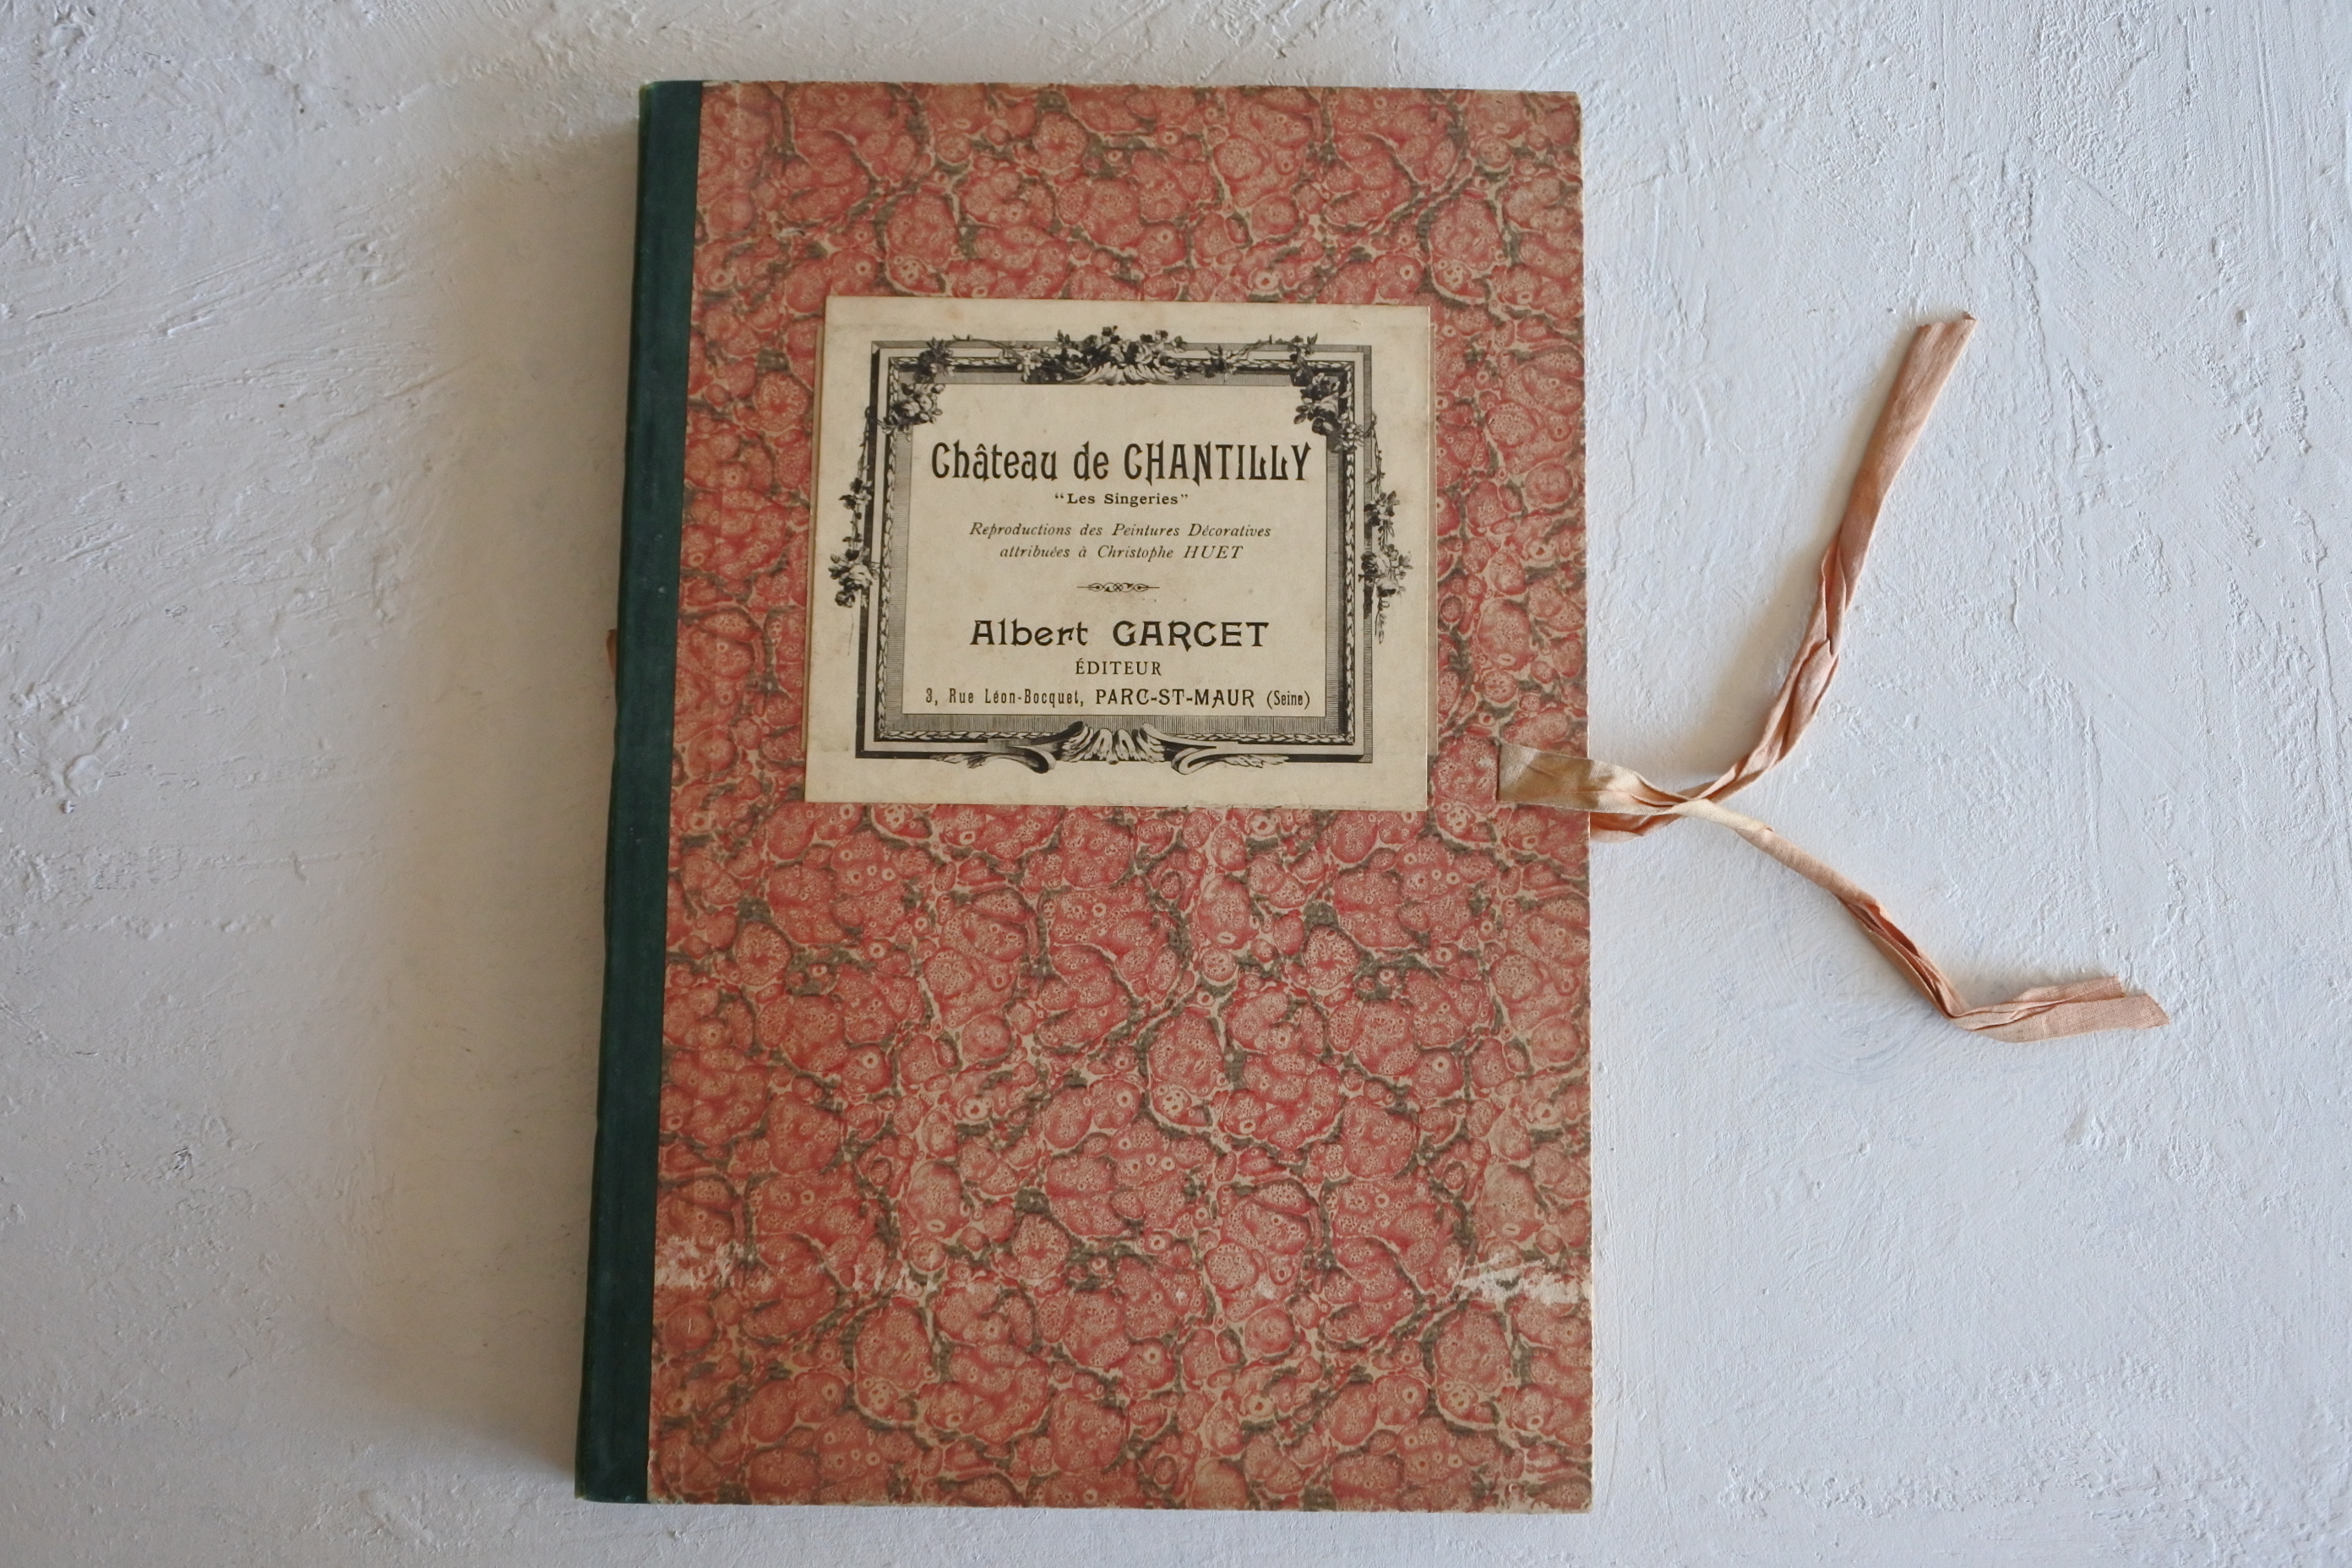 Château de CHANTILLY
“Les Singeries”
Reproductions des Peintures Décoratives
attribuées à Christophe HUET
Albert GARCET
ÉDITEUR
3, Rue Léon-Bocquet, PARC-ST-MAUR (Seine)